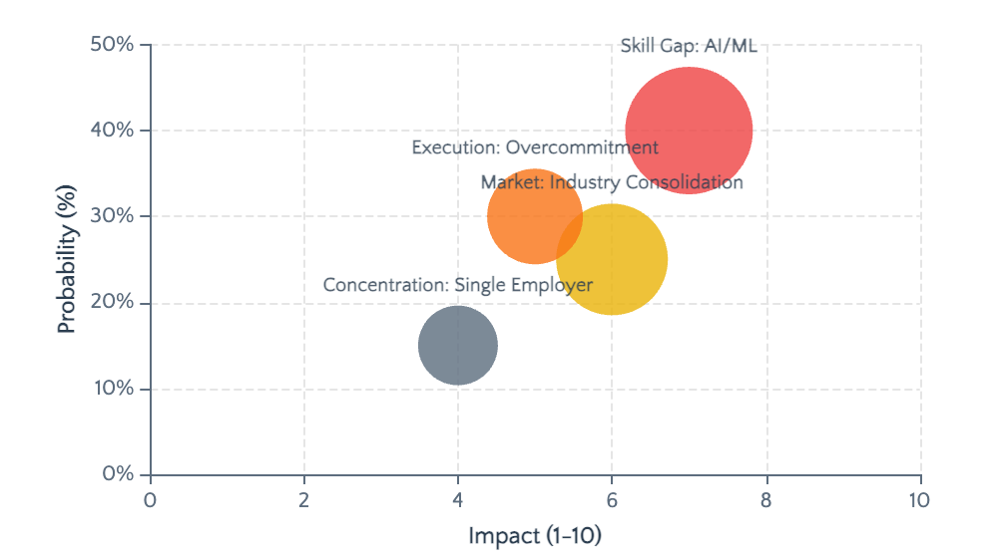 50%
Skill Gap: AI/ML
40%
Execution: Overcommitment
Market: Industry Consolidation
30%
Concentration: Single Employer
20%
10%
0%
Probability (%)
0 2 4 6 8 10
Impact (1–10)